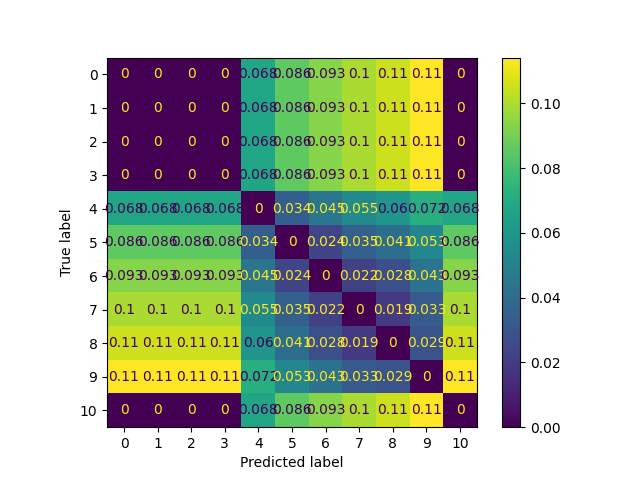 0 0 0 0 0 0.068 0.086 0.093 0.1 0.11 0.11 0
1 0 0 0 0 0.068 0.086 0.093 0.1 0.11 0.11 0
2 0 0 0 0 0.068 0.086 0.093 0.1 0.11 0.11 0
3 0 0 0 0 0.068 0.086 0.093 0.1 0.11 0.11 0
4 0.068 0.068 0.068 0.068 0 0.034 0.045 0.055 0.06 0.072 0.068
5 0.086 0.086 0.086 0.086 0.034 0 0.024 0.035 0.041 0.053 0.086
6 0.093 0.093 0.093 0.093 0.045 0.024 0 0.022 0.028 0.043 0.093
7 0.1 0.1 0.1 0.1 0.055 0.035 0.022 0 0.019 0.033 0.1
8 0.11 0.11 0.11 0.11 0.06 0.041 0.028 0.019 0 0.029 0.11
9 0.11 0.11 0.11 0.11 0.072 0.053 0.043 0.033 0.029 0 0.11
10 0 0 0 0 0.068 0.086 0.093 0.1 0.11 0.11 0
0 1 2 3 4 5 6 7 8 9 10
Predicted label
True label
0.10
0.08
0.06
0.04
0.02
0.00